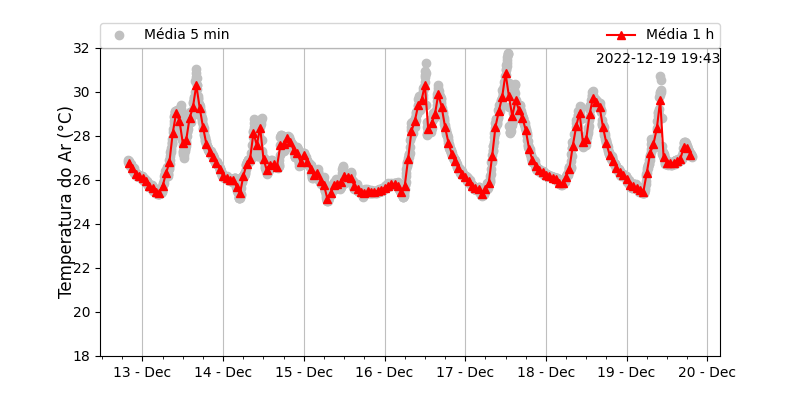 Média 5 min
Média 1 h
2022-12-19 19:43
Temperatura do Ar (°C)
32
30
28
26
24
22
20
18
13 - Dec
14 - Dec
15 - Dec
16 - Dec
17 - Dec
18 - Dec
19 - Dec
20 - Dec